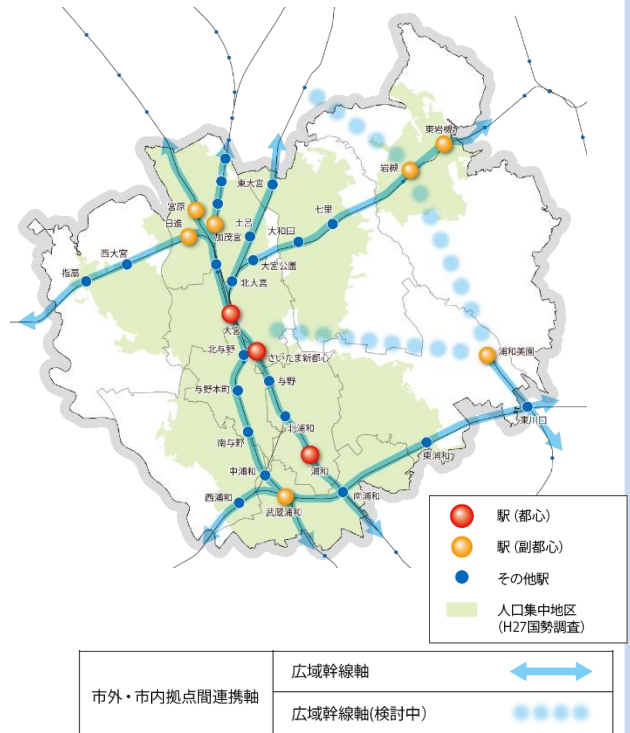 東岩槻
岩槻
東大宮
宮原
七里
土呂
日進
大和田
加茂宮
西大宮
大宮公園
指扇
北大宮
大宮
北与野
さいたま新都心
浦和美園
与野
与野本町
東川口
北浦和
南与野
東浦和
浦和
中浦和
西浦和
武蔵浦和
岸浦和
駅(都心)
駅(副都心)
その他駅
人口集中地区
(H27国勢調査)
市外・市内拠点間連携軸
広域幹線軸
広域幹線軸(検討中)